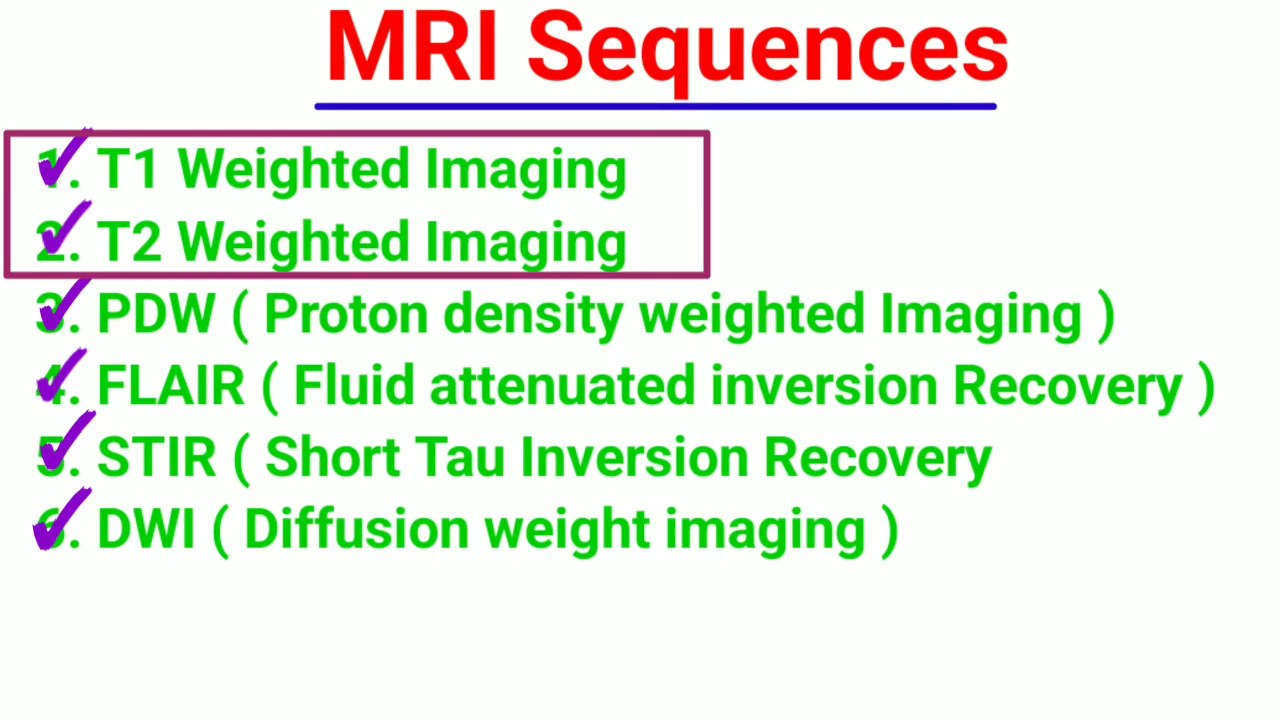 MRI Sequences
1. T1 Weighted Imaging
2. T2 Weighted Imaging
3. PDW ( Proton density weighted Imaging )
4. FLAIR ( Fluid attenuated inversion Recovery )
5. STIR ( Short Tau Inversion Recovery
6. DWI ( Diffusion weight imaging )